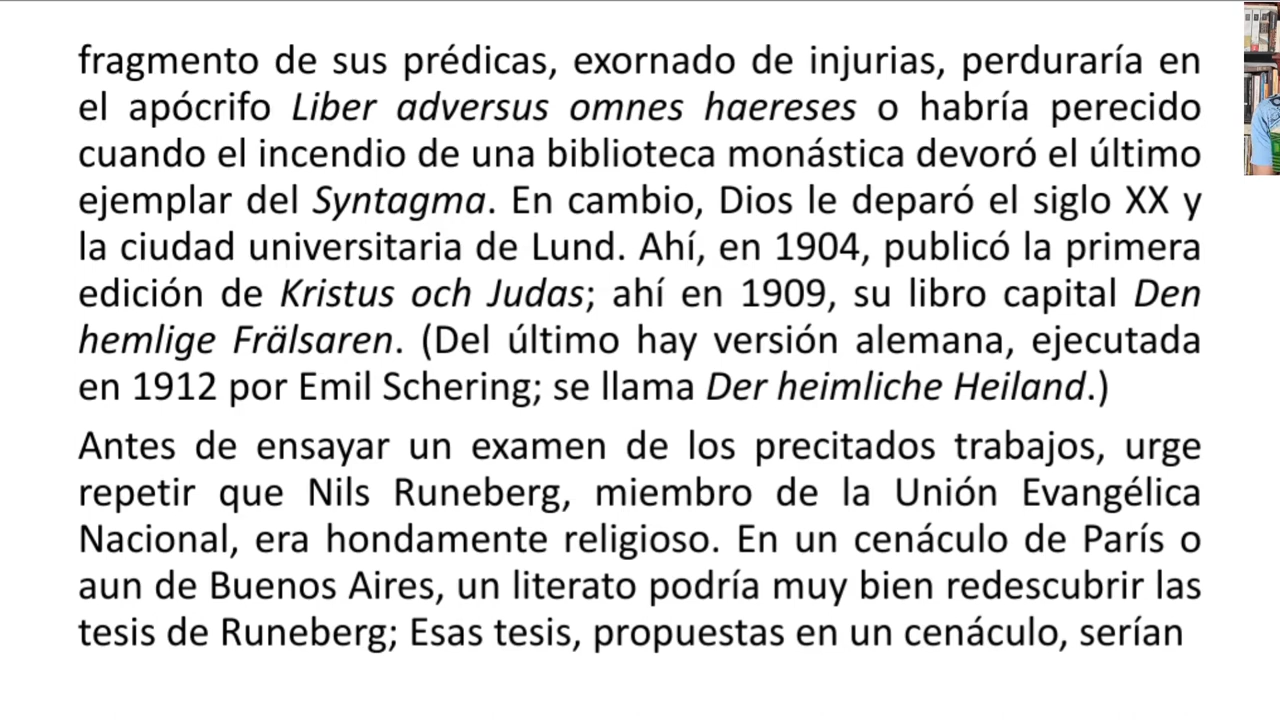 fragmento de sus prédicas, exornado de injurias, perduraría en
el apócrifo Liber adversus omnes haereses o habría perecido
cuando el incendio de una biblioteca monástica devoró el último
ejemplar del Syntagma. En cambio, Dios le deparó el siglo XX y
la ciudad universitaria de Lund. Ahí, en 1904, publicó la primera
edición de Kristus och Judas; ahí en 1909, su libro capital Den
hemlige Frälsaren. (Del último hay versión alemana, ejecutada
en 1912 por Emil Schering; se llama Der heimliche Heiland.)
Antes de ensayar un examen de los precitados trabajos, urge
repetir que Nils Runeberg, miembro de la Unión Evangélica
Nacional, era hondamente religioso. En un cenáculo de París o
aun de Buenos Aires, un literato podría muy bien redescubrir las
tesis de Runeberg; Esas tesis, propuestas en un cenáculo, serían